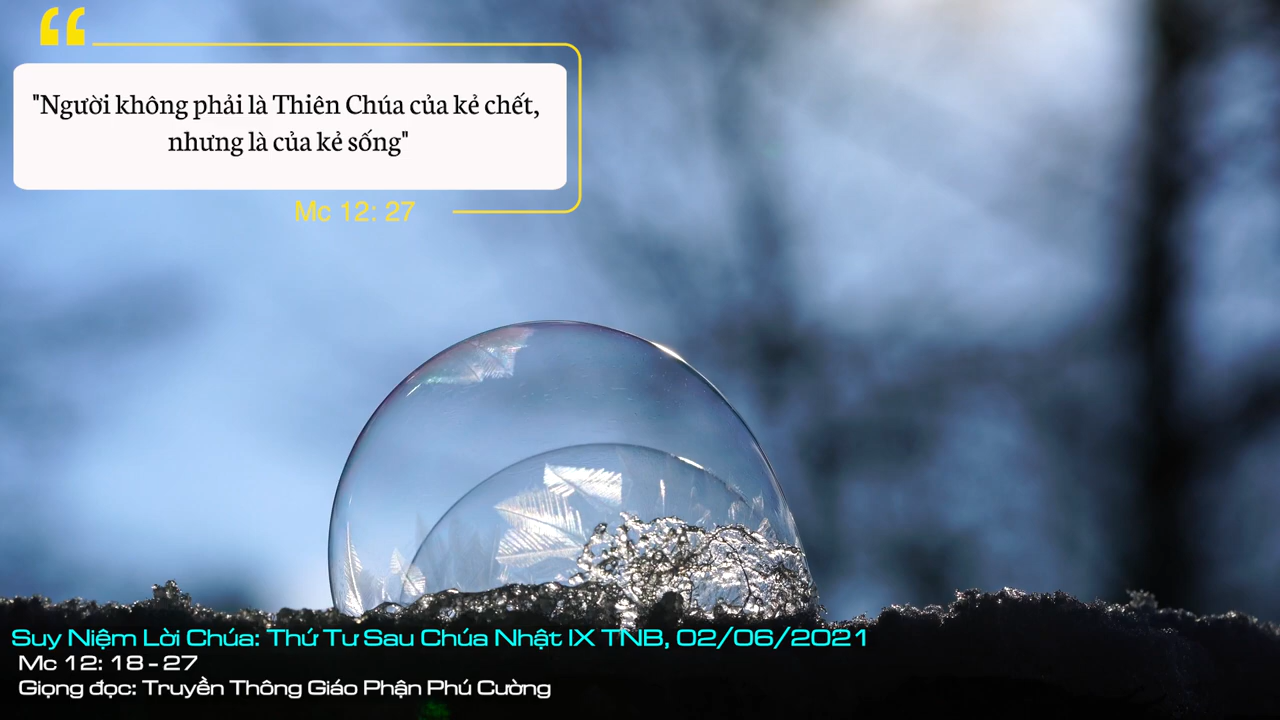 "Người không phải là Thiên Chúa của kẻ chết,
nhưng là của kẻ sống"
Mc 12: 27
Suy Niệm Lời Chúa: Thứ Tư Sau Chúa Nhật IX TNB, 02/06/2021
Mc 12: 18 - 27
Giọng đọc: Truyền Thông Giáo Phận Phú Cường